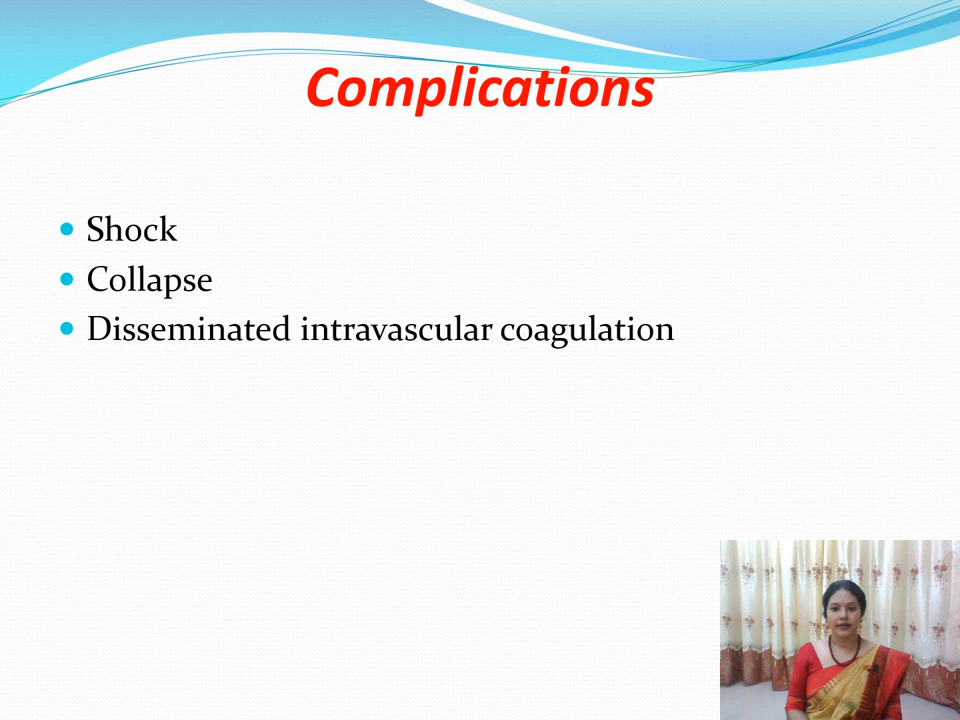 Complications
Shock
Collapse
Disseminated intravascular coagulation